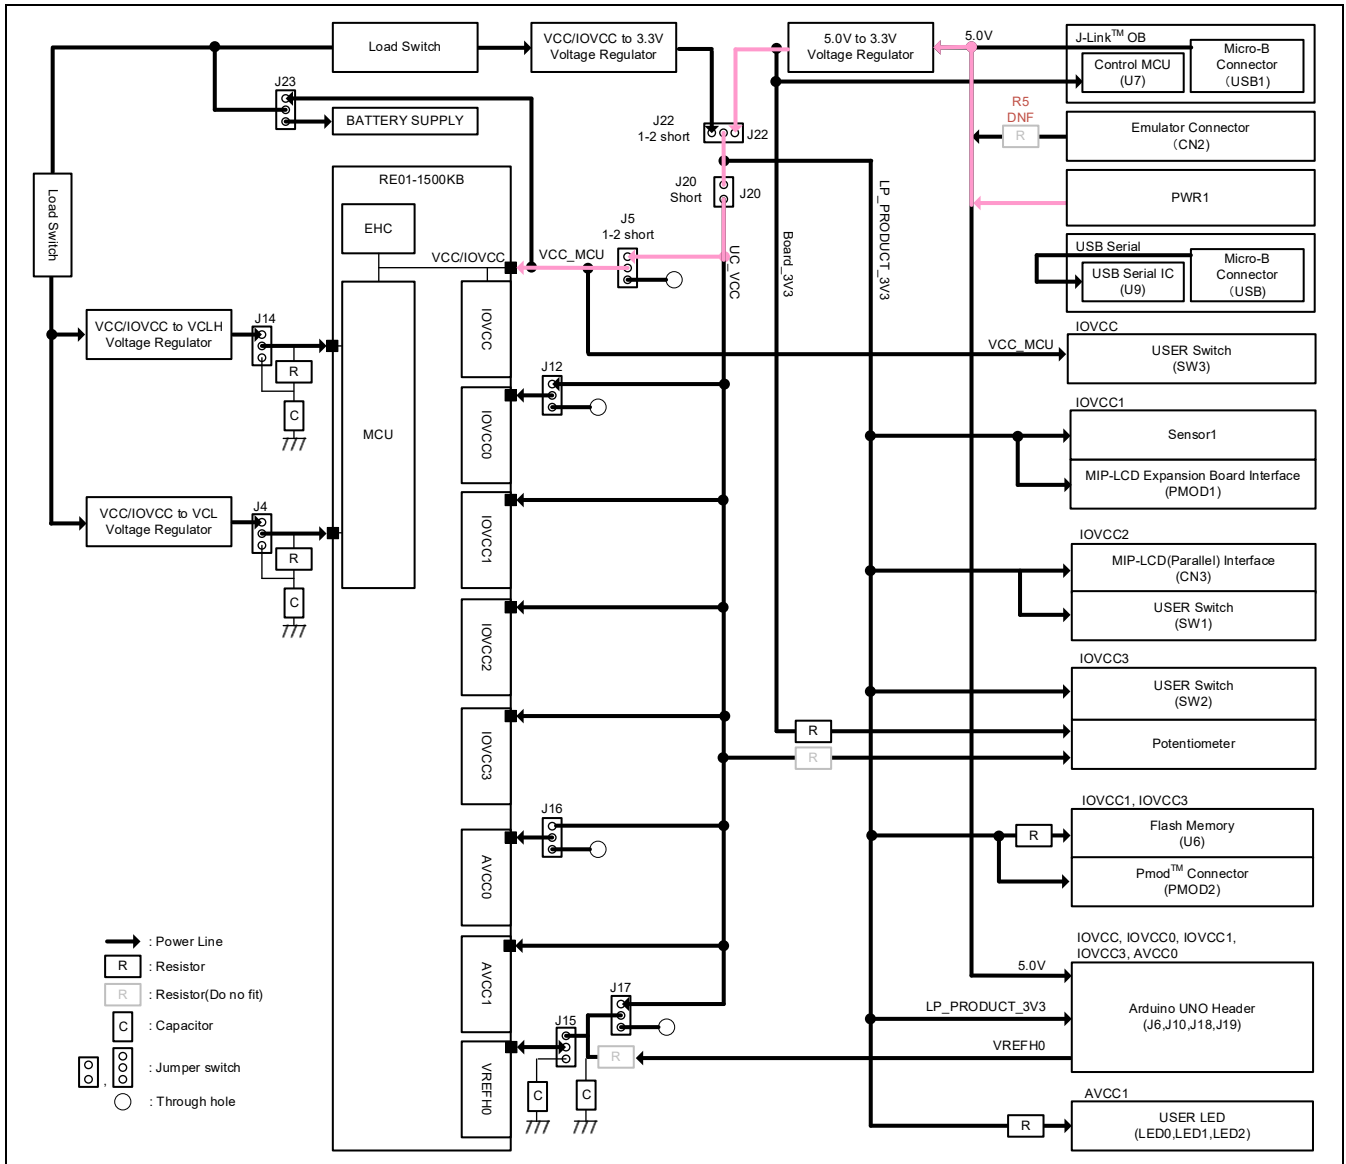 Load Switch
VCC/IOVCC to 3.3V
Voltage Regulator
5.0V to 3.3V
Voltage Regulator
5.0V
J-Link™ OB
Control MCU
(U7)
Micro-B
Connector
(USB1)
J23
BATTERY SUPPLY
J22
1-2 short
J22
R5
DNF
R
Emulator Connector
(CN2)
Load Switch
RE01-1500KB
J20
Short
J20
PWR1
EHC
J5
1-2 short
VCC/IOVCC
VCC_MCU
UC_VCC
Board_3V3
LP_PRODUCT_3V3
USB Serial
USB Serial IC
(U9)
Micro-B
Connector
(USB)
VCC/IOVCC to VCLH
Voltage Regulator
J14
R
C
IOVCC
VCC_MCU
IOVCC
USER Switch
(SW3)
MCU
J12
IOVCC0
IOVCC1
Sensor1
MIP-LCD Expansion Board Interface
(PMOD1)
VCC/IOVCC to VCL
Voltage Regulator
J4
R
C
IOVCC1
IOVCC2
MIP-LCD(Parallel) Interface
(CN3)
USER Switch
(SW1)
IOVCC2
IOVCC3
USER Switch
(SW2)
IOVCC3
R
R
Potentiometer
J16
AVCC0
IOVCC1, IOVCC3
R
Flash Memory
(U6)
Pmod™ Connector
(PMOD2)
: Power Line
R
: Resistor
R
: Resistor(Do no fit)
C
: Capacitor
,
: Jumper switch
: Through hole
AVCC1
J17
J15
R
C
C
VREFH0
IOVCC, IOVCC0, IOVCC1,
IOVCC3, AVCC0
5.0V
LP_PRODUCT_3V3
VREFH0
Arduino UNO Header
(J6,J10,J18,J19)
AVCC1
R
USER LED
(LED0,LED1,LED2)